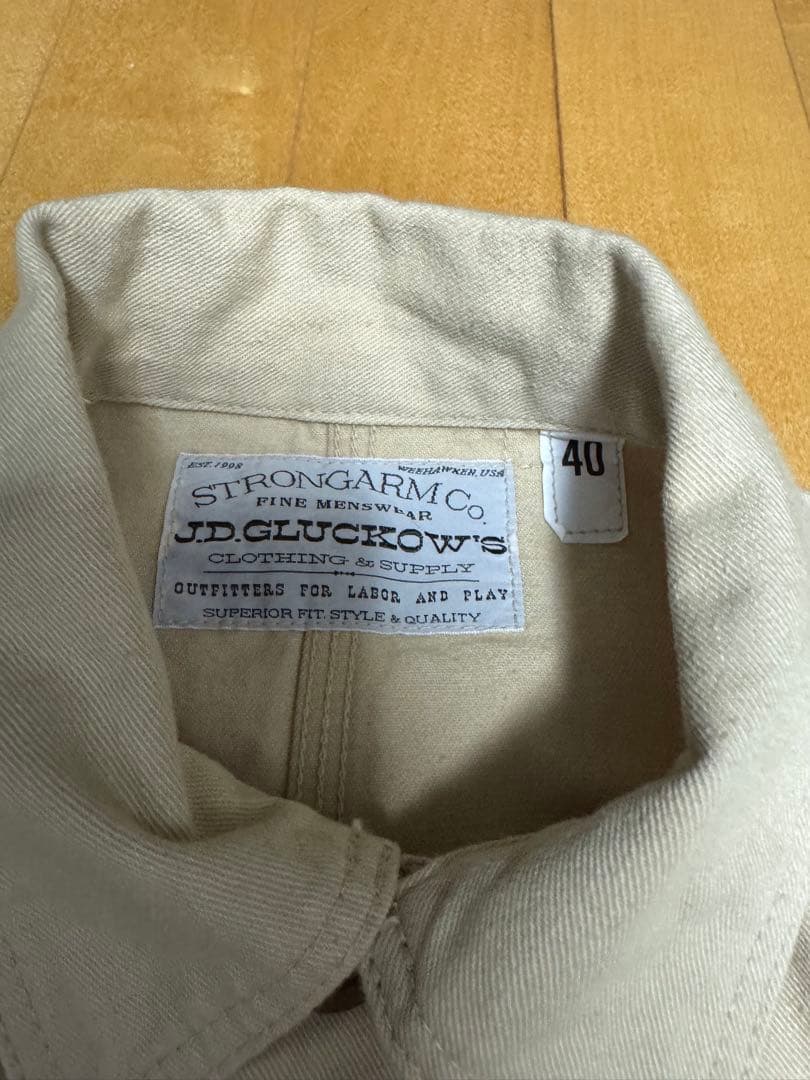 EST. 1998 WEEHAWKEN, USA
STRONGARM CO.
FINE MENSWEAR
J.D.GLUCKOW'S
CLOTHING & SUPPLY
OUTFITTERS FOR LABOR AND PLAY
SUPERIOR FIT, STYLE & QUALITY
40